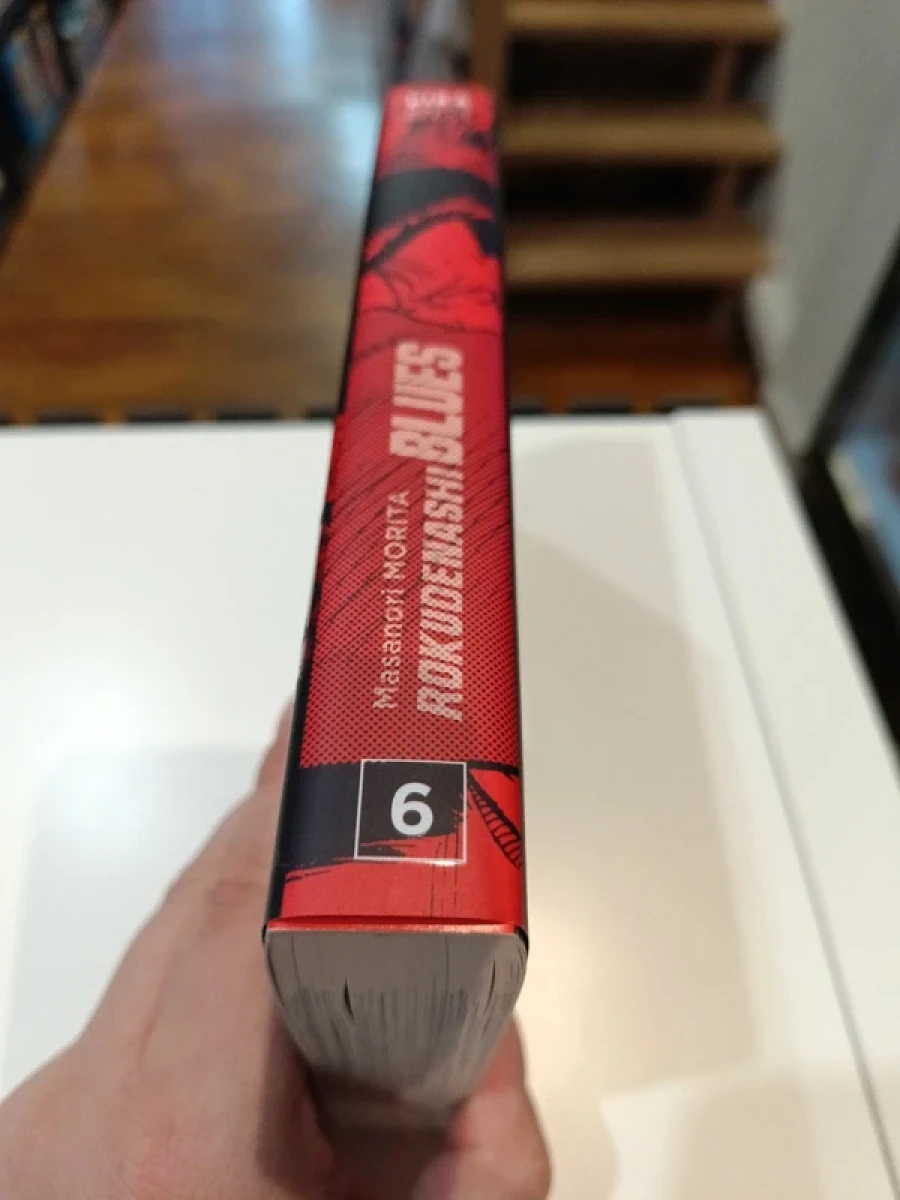 Masanori MORITA
ROKUDENASHI BLUES
6